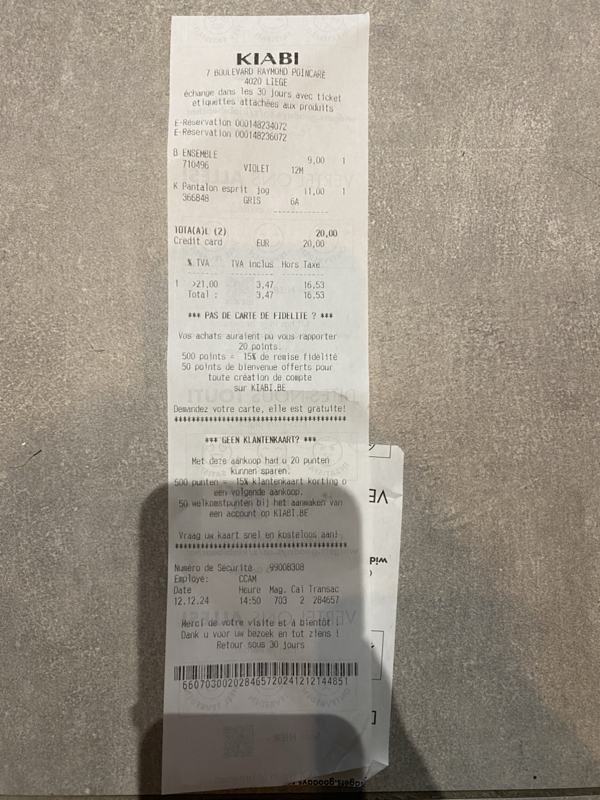 KIABI
7 BOULEVARD RAYMOND POINCARE
4020 LIEGE
échange dans les 30 jours avec ticket
etiquettes attachées aux produits
E-Réservation 000148234072
E-Réservation 000148236072
B ENSEMBLE 9,00 1
710496 VIOLET 12M
K Pantalon esprit jog 11,00 1
366848 GRIS 6A
TOTA(A)L (2) 20,00
Credit card EUR 20,00
% TVA TVA inclus Hors Taxe
1 >21,00 3,47 16,53
Total : 3,47 16,53
*** PAS DE CARTE DE FIDELITE ? ***
Vos achats auraient pu vous rapporter
20 points.
500 points = 15% de remise fidélité
50 points de bienvenue offerts pour
toute création de compte
sur KIABI.BE
Demandez votre carte, elle est gratuite!
*** GEEN KLANTENKAART? ***
Met deze aankoop had u 20 punten
kunnen sparen.
500 punten = 15% klantenkaart korting o
een volgende aankoop.
50 welkomstpunten bij het aanmaken van
een account op KIABI.BE
Vraag uw kaart snel en kosteloos aan!
Numéro de Sécurité 99008308
Employé: CCAM
Date Heure Mag. Cai Transac
12.12.24 14:50 703 2 284657
Merci de votre visite et à bientôt !
Dank u voor uw bezoek en tot ziens !
Retour sous 30 jours
66070300202846572024121214485​1